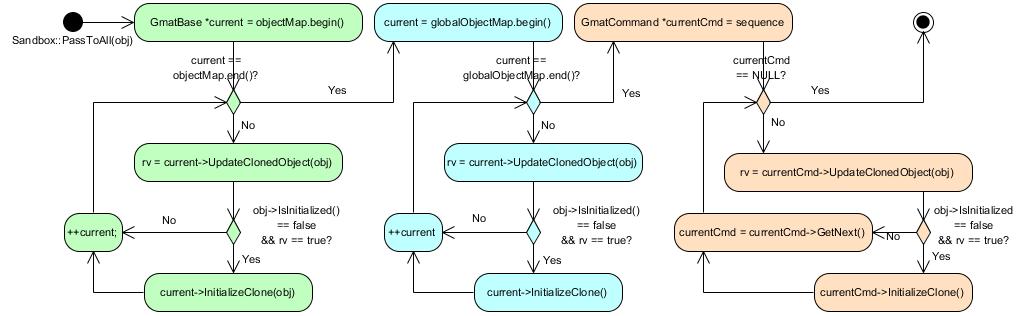 Sandbox::PassToAll(obj)
GmatBase *current = objectMap.begin()
current ==
objectMap.end()?
Yes
No
rv = current->UpdateClonedObject(obj)
obj->IsInitialized()
== false
&& rv == true?
No
Yes
++current;
current->InitializeClone(obj)
current = globalObjectMap.begin()
current ==
globalObjectMap.end()?
Yes
No
rv = current->UpdateClonedObject(obj)
obj->IsInitialized()
== false
&& rv == true?
No
Yes
++current
current->InitializeClone()
GmatCommand *currentCmd = sequence
currentCmd
== NULL?
Yes
No
rv = currentCmd->UpdateClonedObject(obj)
obj->IsInitialized
== false
&& rv == true?
No
Yes
currentCmd = currentCmd->GetNext()
currentCmd->InitializeClone()